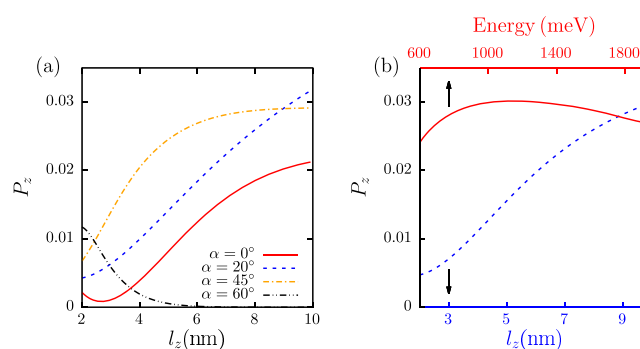 Energy (meV)
600 1000 1400 1800
(a)
(b)
0.03
0.02
0.01
0
P_z
α = 0°
α = 20°
α = 45°
α = 60°
2 4 6 8 10
l_z(nm)
0.03
0.02
0.01
0
P_z
3 5 7 9
l_z(nm)